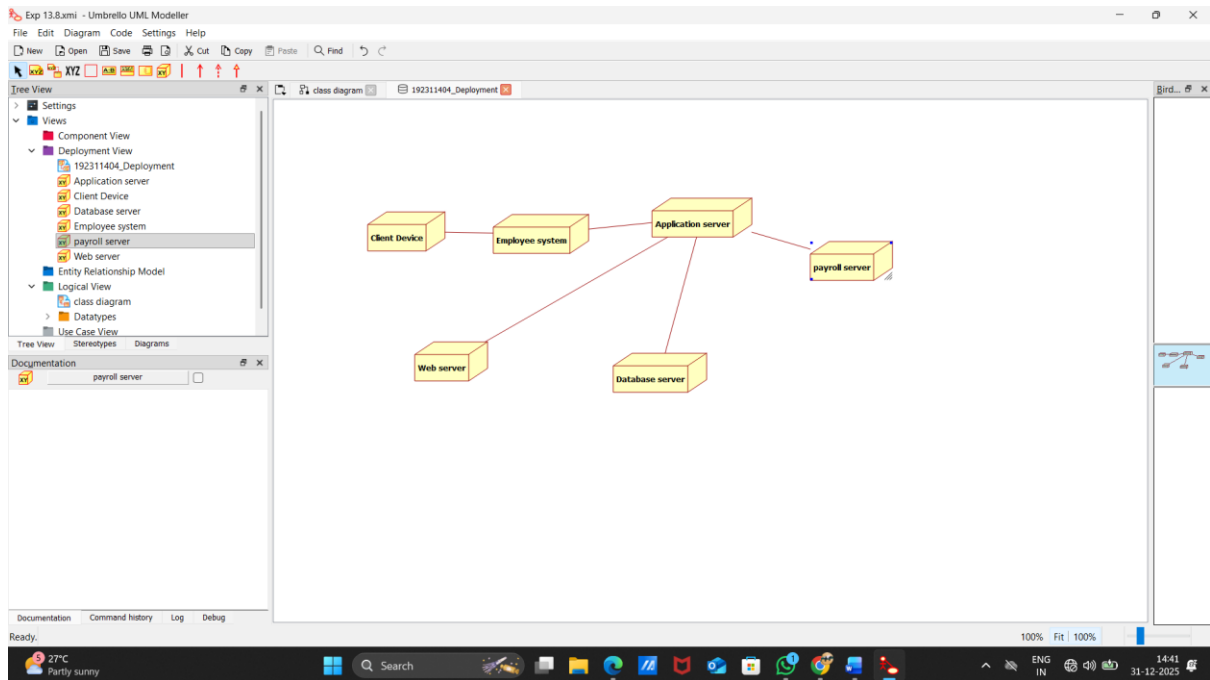 Exp 13.8.xmi - Umbrello UML Modeller
File Edit Diagram Code Settings Help
New Open Save Cut Copy Paste Find
XYZ
Tree View
Settings
Views
Component View
Deployment View
192311404_Deployment
Application server
Client Device
Database server
Employee system
payroll server
Web server
Entity Relationship Model
Logical View
class diagram
Datatypes
Use Case View
Tree View Stereotypes Diagrams
Documentation
payroll server
Documentation Command history Log Debug
Ready.
class diagram 192311404_Deployment
Client Device
Employee system
Application server
payroll server
Web server
Database server
Bird...
100% Fit 100%
5
27°C
Partly sunny
Search
1
ENG
IN
14:41
31-12-2025